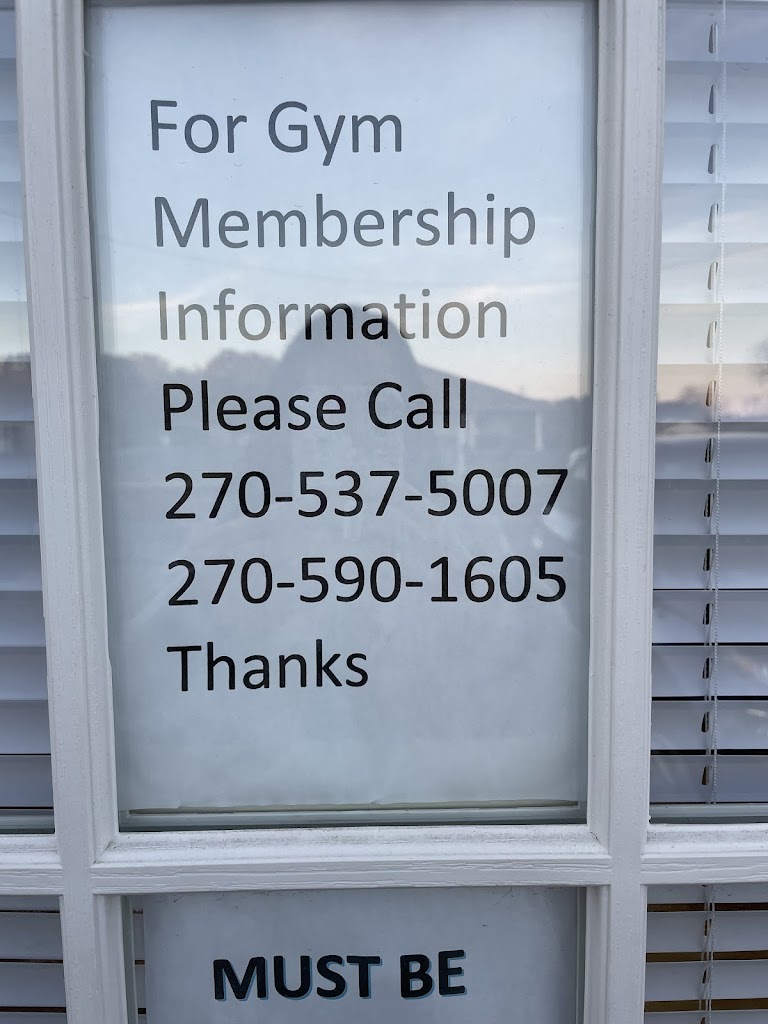 For Gym
Membership
Information
Please Call
270-537-5007
270-590-1605
Thanks
MUST BE